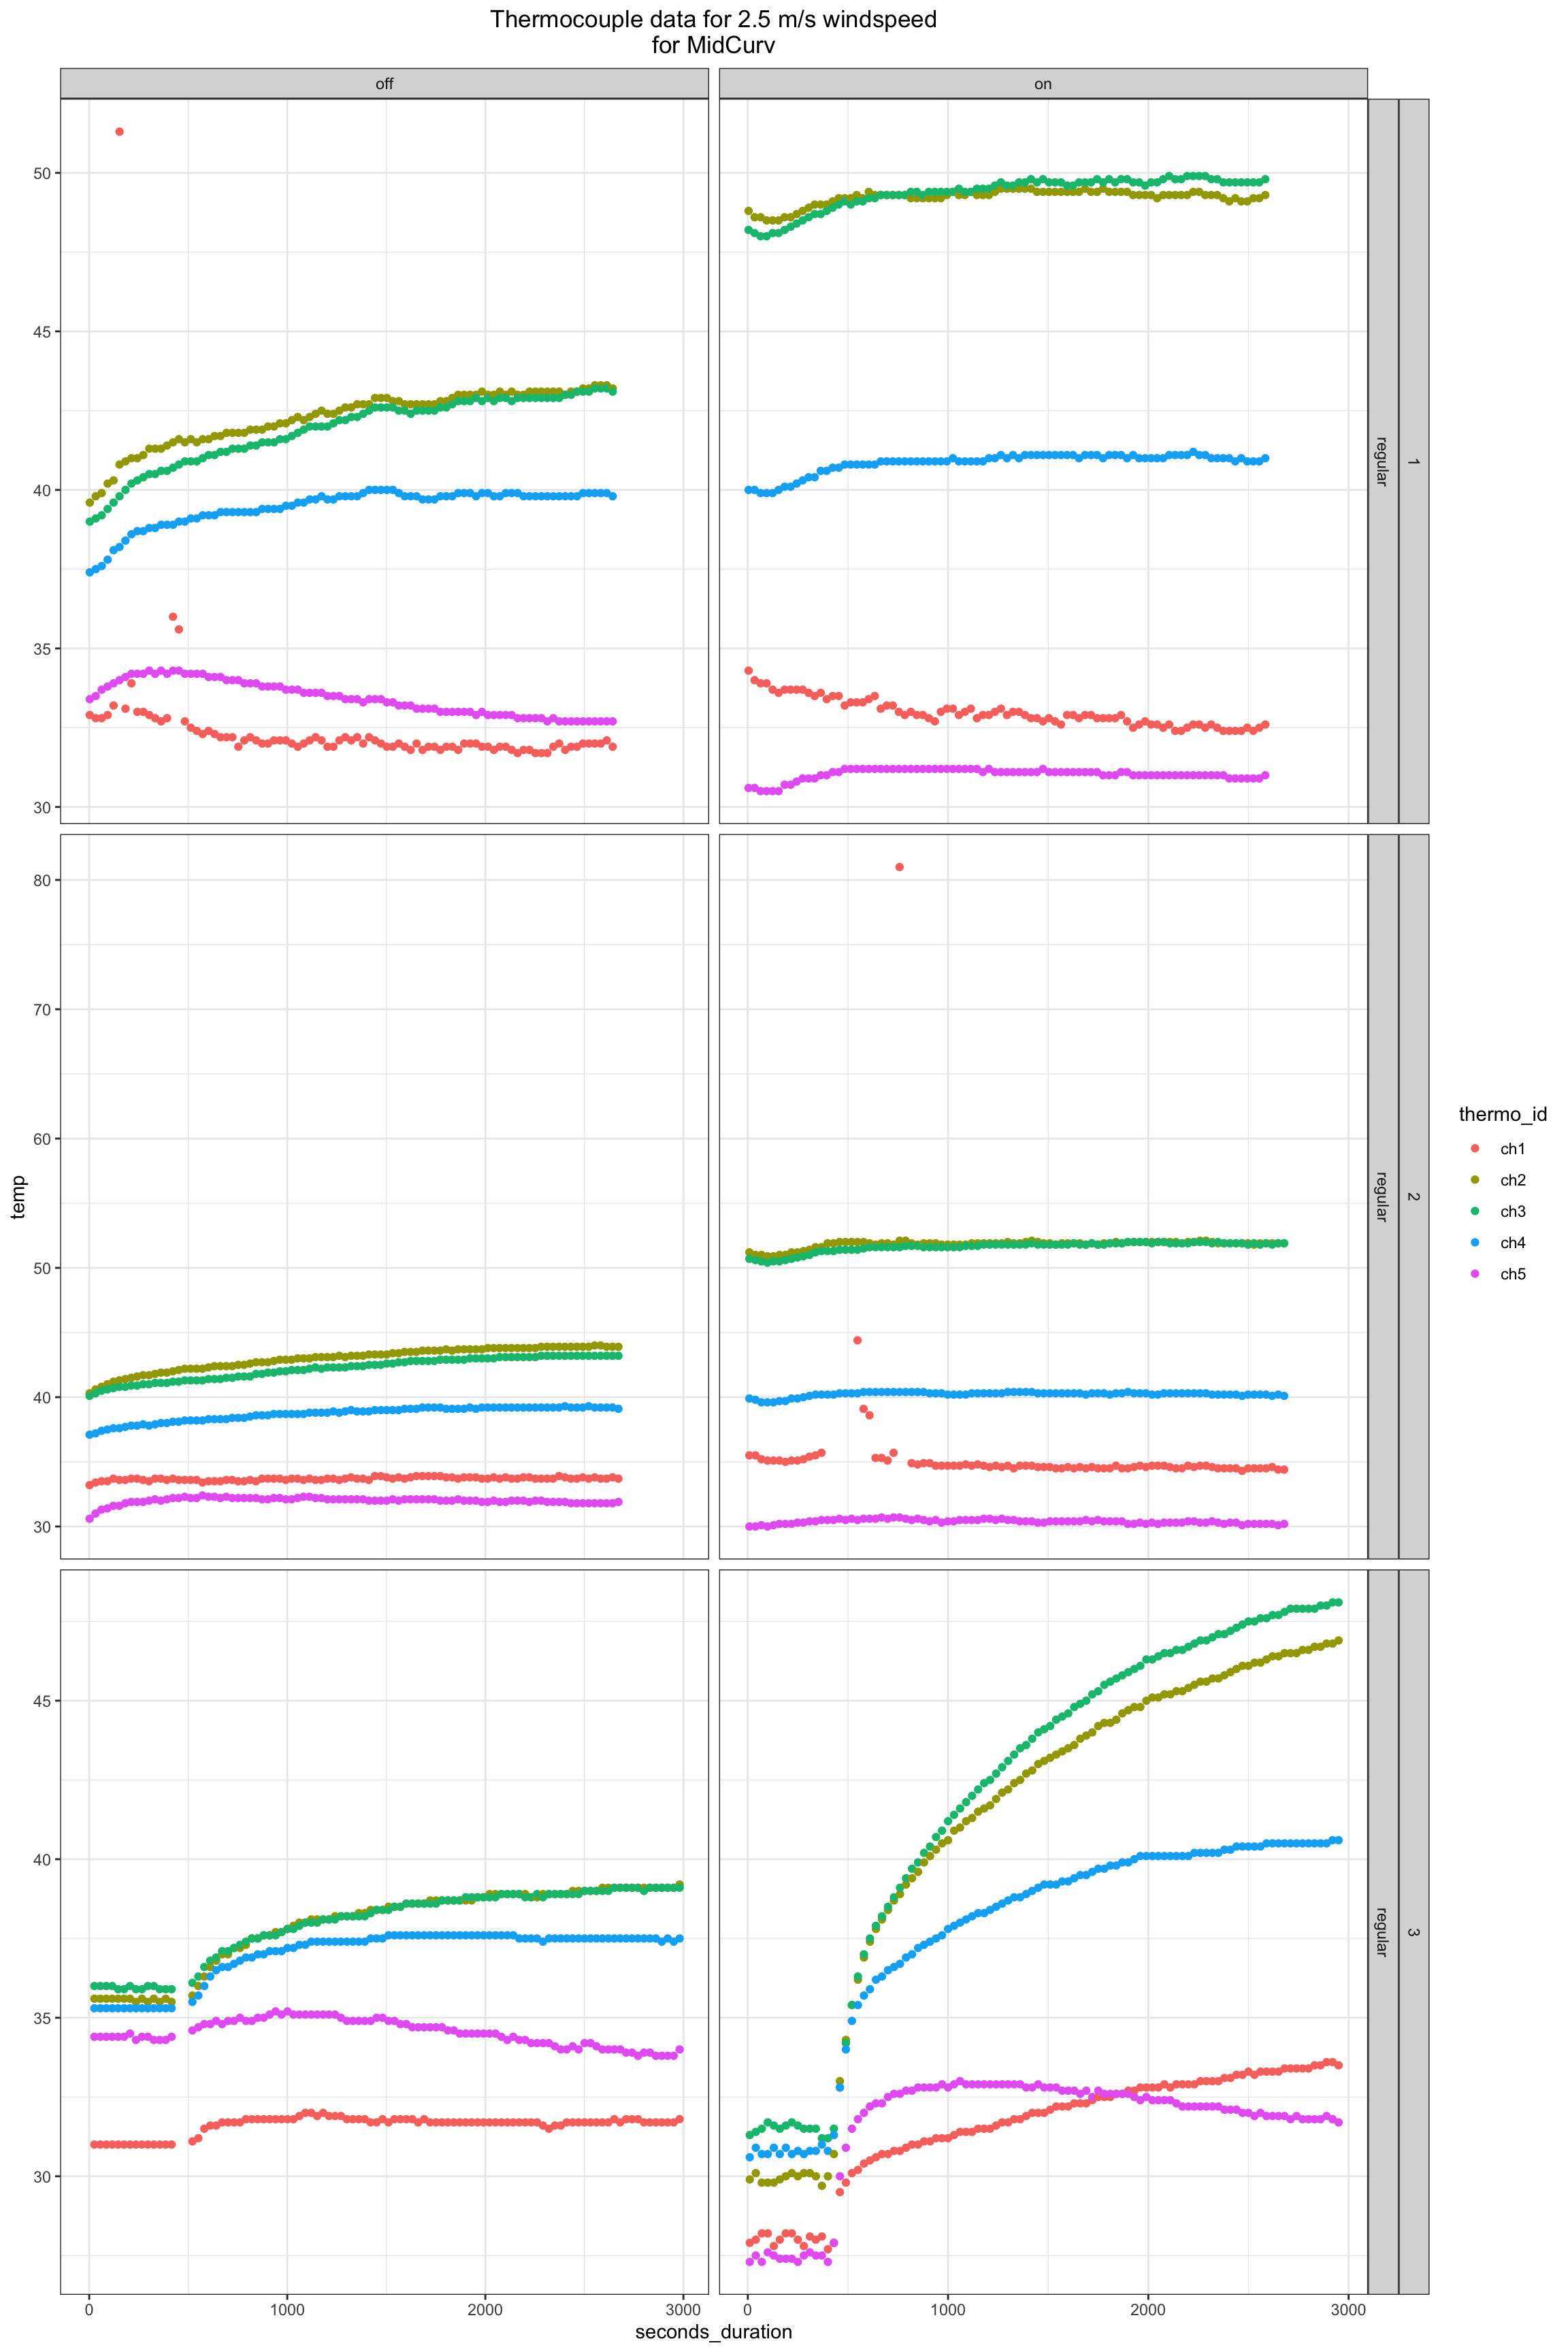 Thermocouple data for 2.5 m/s windspeed
for MidCurv
off
on
50
45
40
35
30
regular
1
80
70
60
50
40
30
regular
2
45
40
35
30
regular
3
0
1000
2000
3000
0
1000
2000
3000
seconds_duration
temp
thermo_id
ch1
ch2
ch3
ch4
ch5